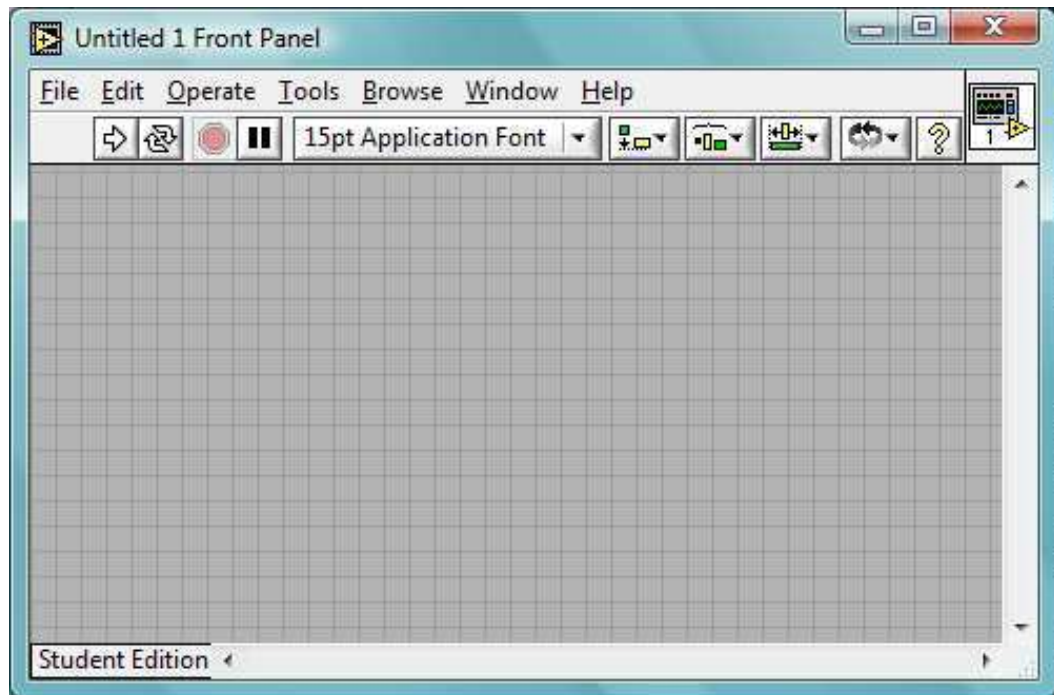 Untitled 1 Front Panel
File Edit Operate Tools Browse Window Help
15pt Application Font
?
1
Student Edition